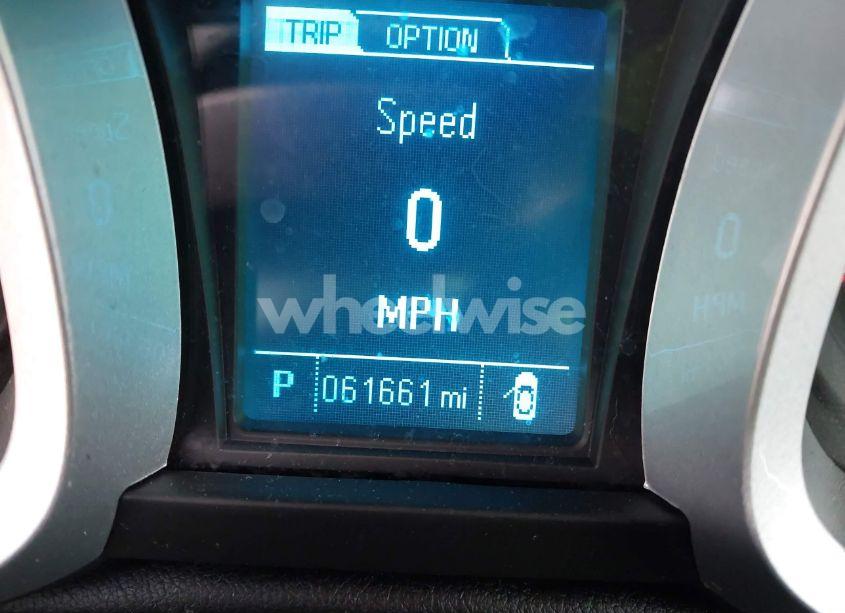 TRIP OPTION
Speed
0
MPH
wheelwise
P 061661 mi